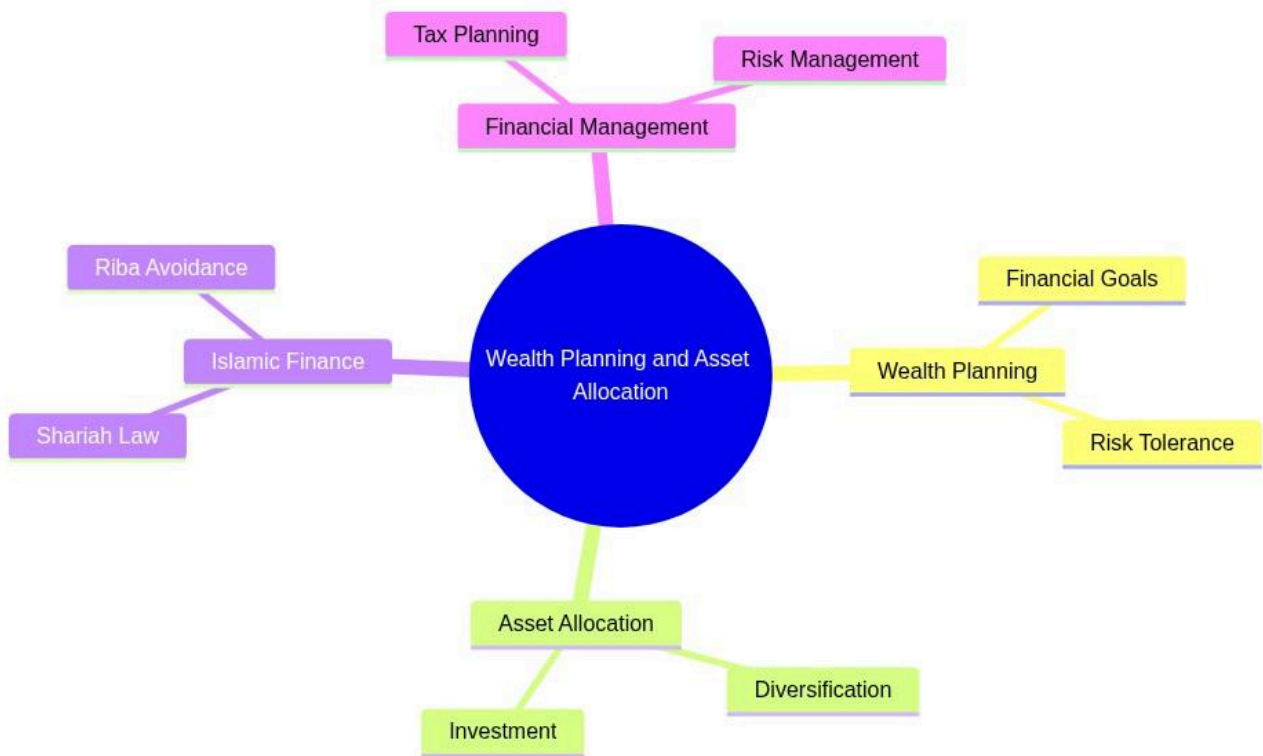 Tax Planning
Risk Management
Financial Management
Riba Avoidance
Financial Goals
Islamic Finance
Wealth Planning and Asset
Allocation
Wealth Planning
Shariah Law
Risk Tolerance
Asset Allocation
Diversification
Investment